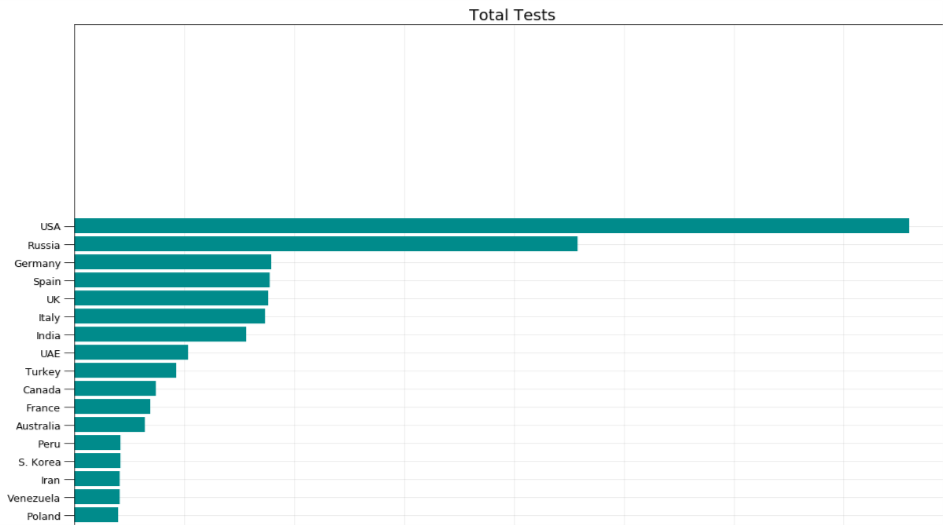 Total Tests
USA
Russia
Germany
Spain
UK
Italy
India
UAE
Turkey
Canada
France
Australia
Peru
S. Korea
Iran
Venezuela
Poland